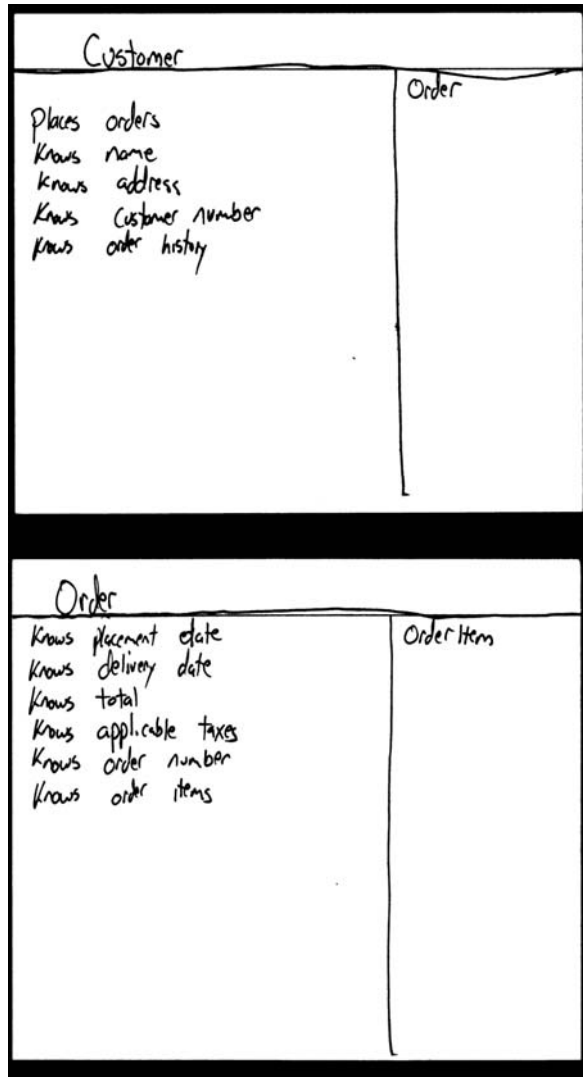 Customer
Places orders
Knows name
Knows address
Knows customer number
Knows order history
Order
Order
Knows placement date
Knows delivery date
Knows total
Knows applicable taxes
Knows order number
Knows order items
Order Item